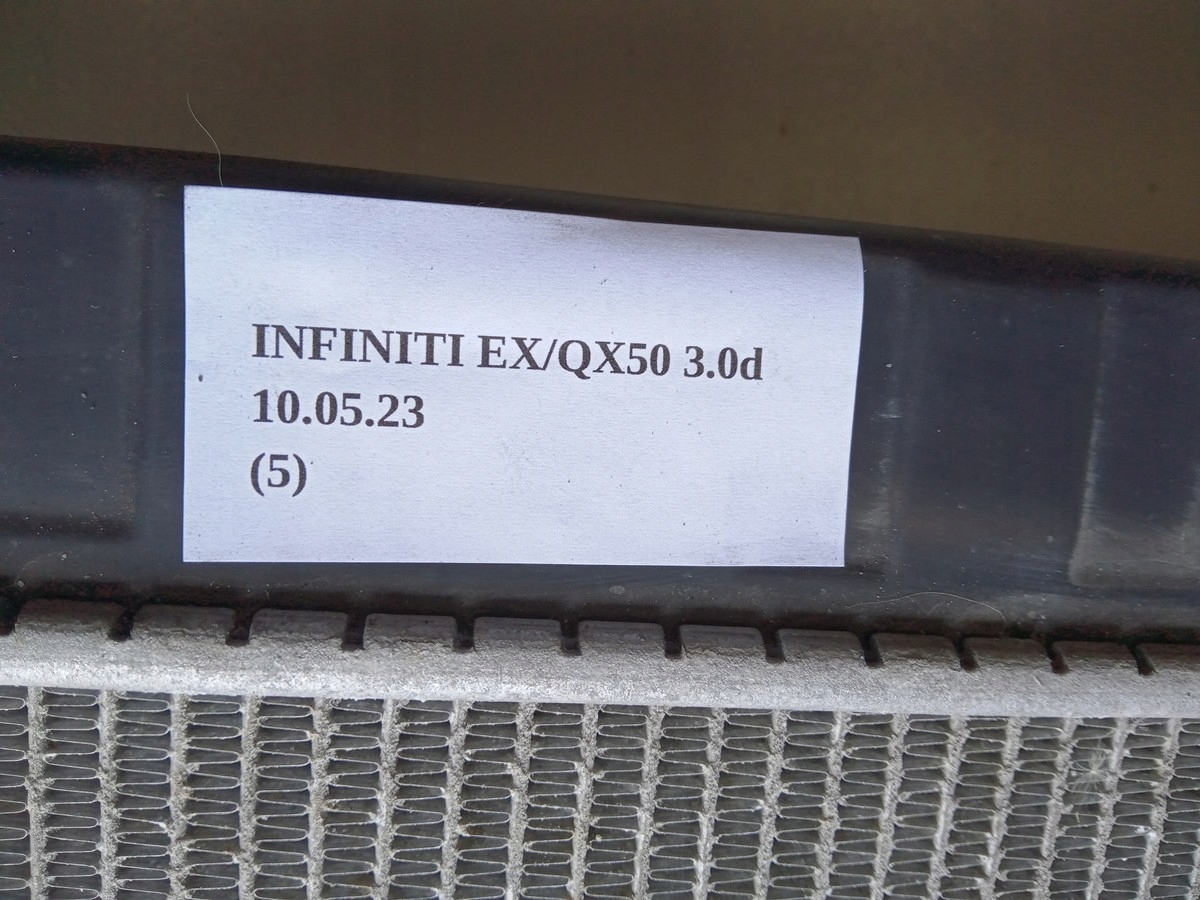 INFINITI EX/QX50 3.0d
10.05.23
(5)